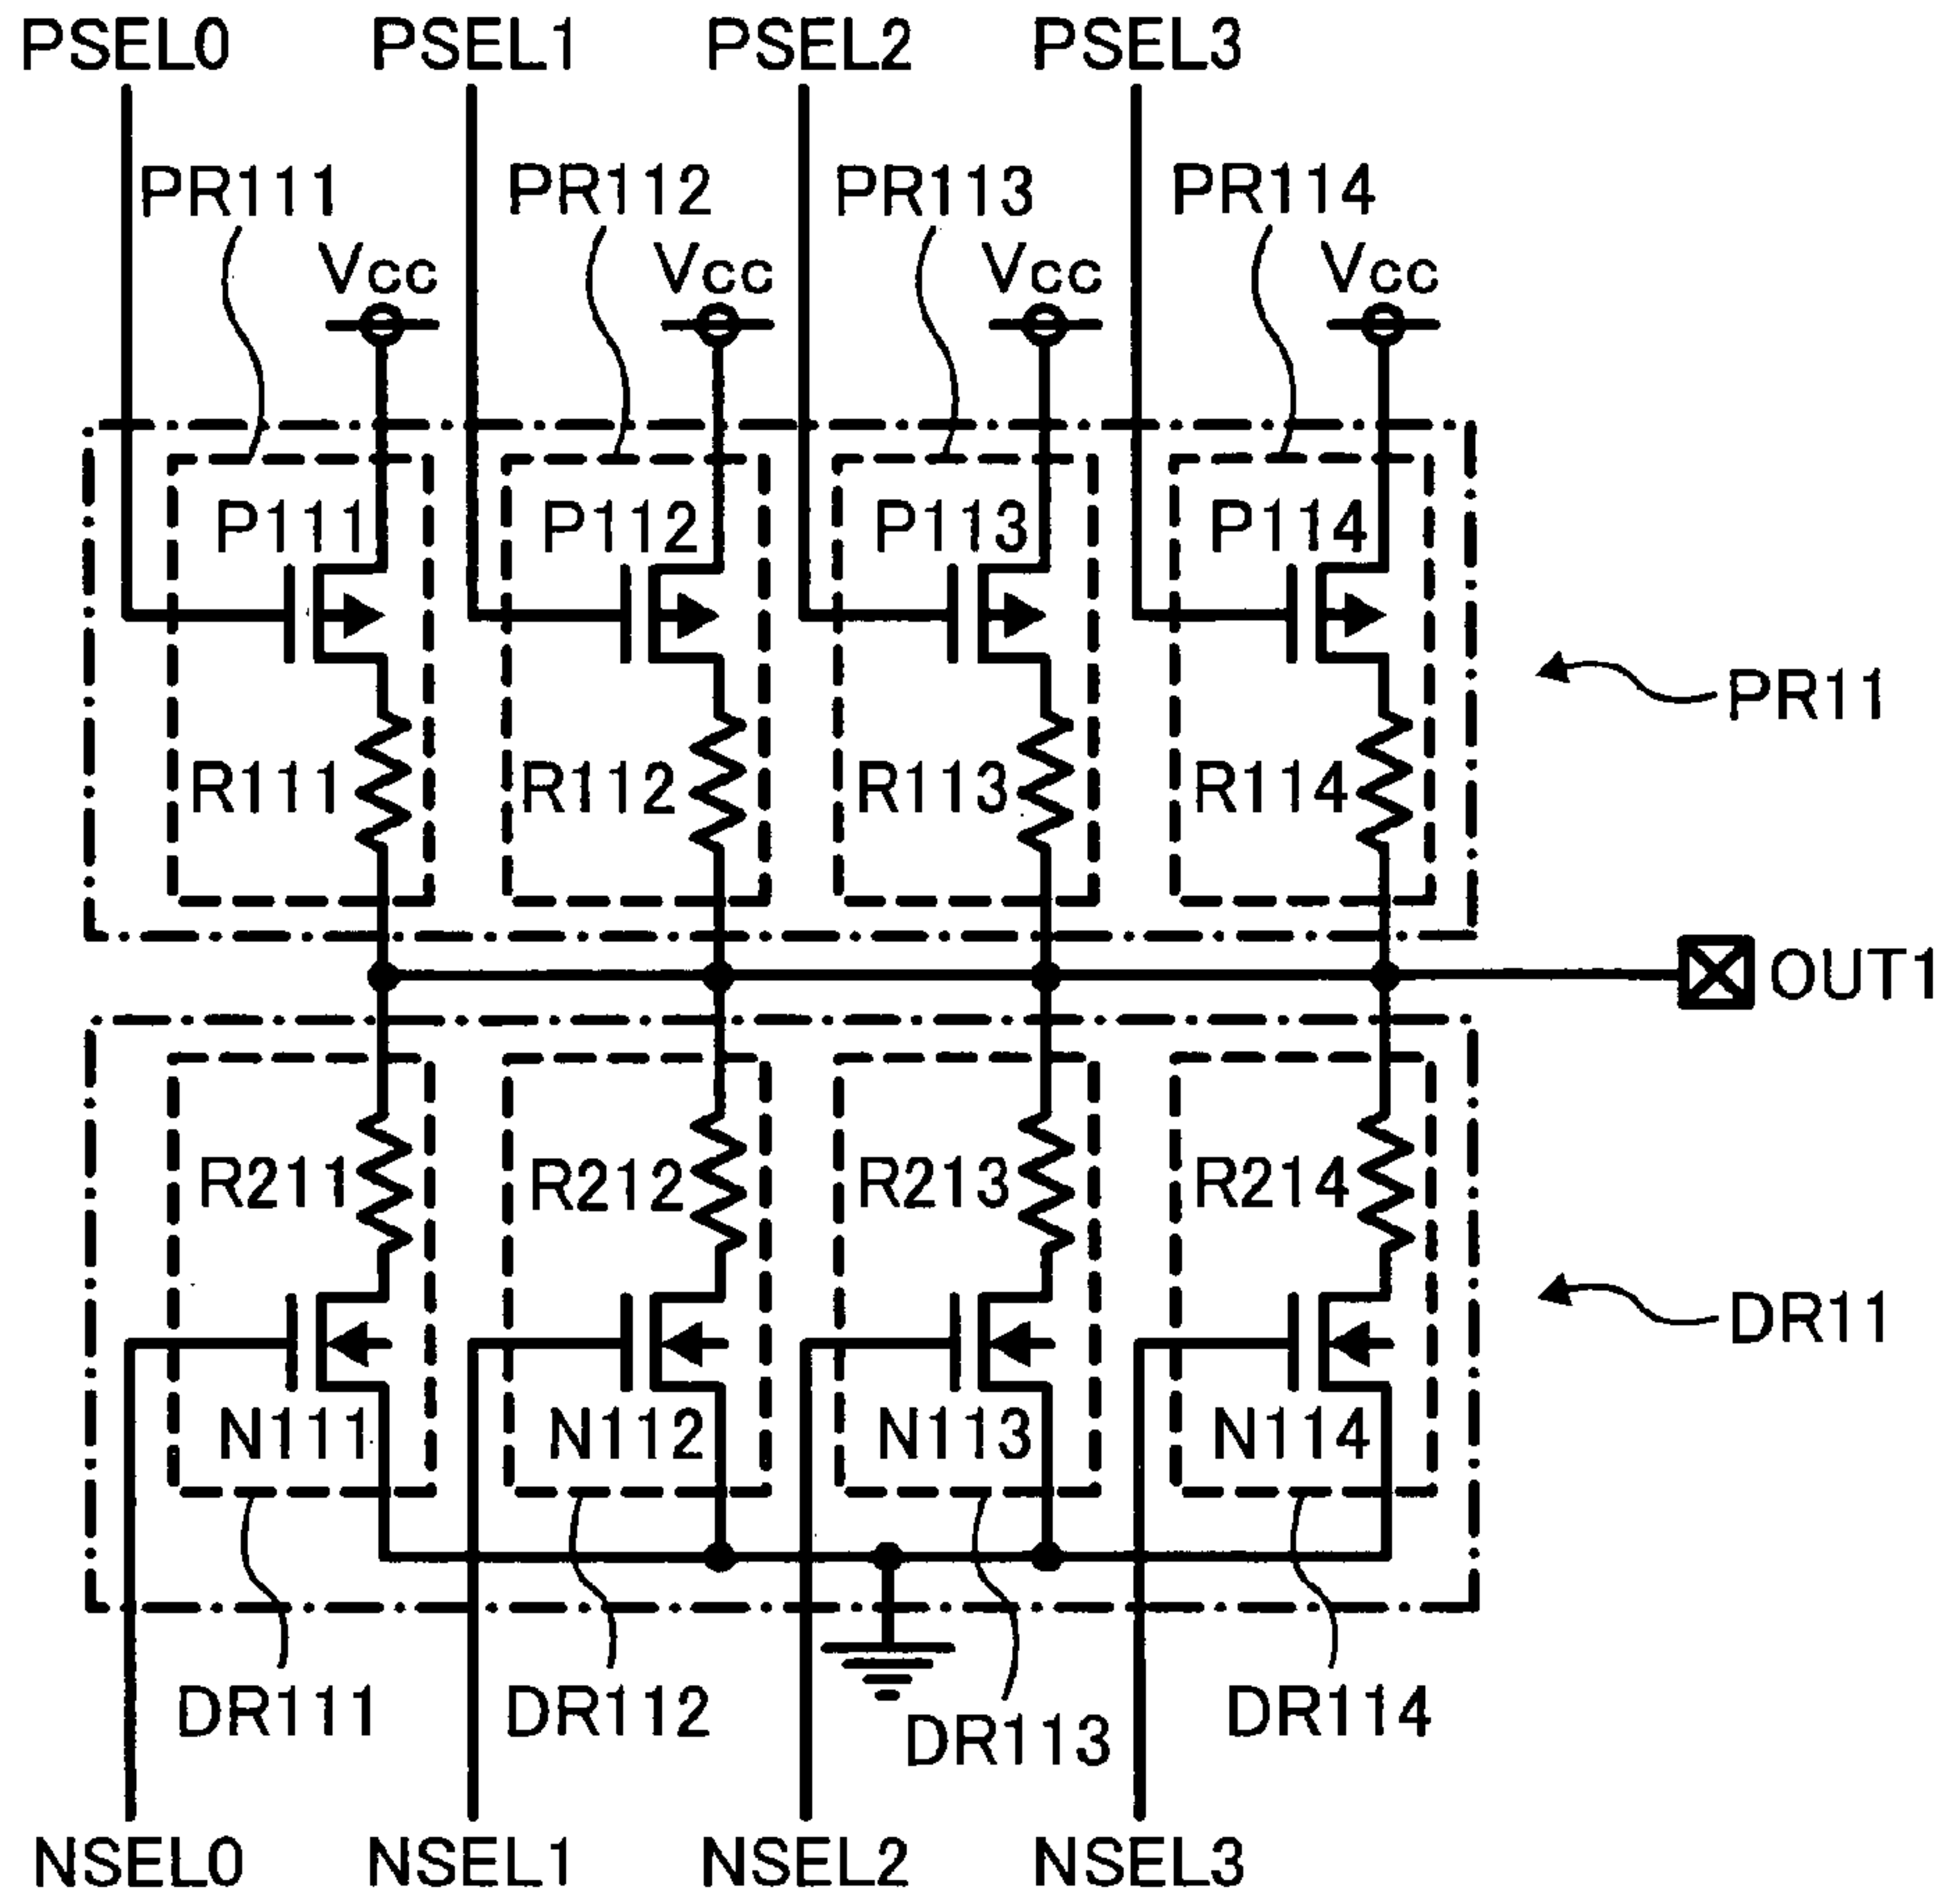 PSEL0 PSEL1 PSEL2 PSEL3
PR111 PR112 PR113 PR114
Vcc Vcc Vcc Vcc
P111 P112 P113 P114
PR11
R111 R112 R113 R114
OUT1
R211 R212 R213 R214
DR11
N111 N112 N113 N114
DR111 DR112 DR113 DR114
NSEL0 NSEL1 NSEL2 NSEL3